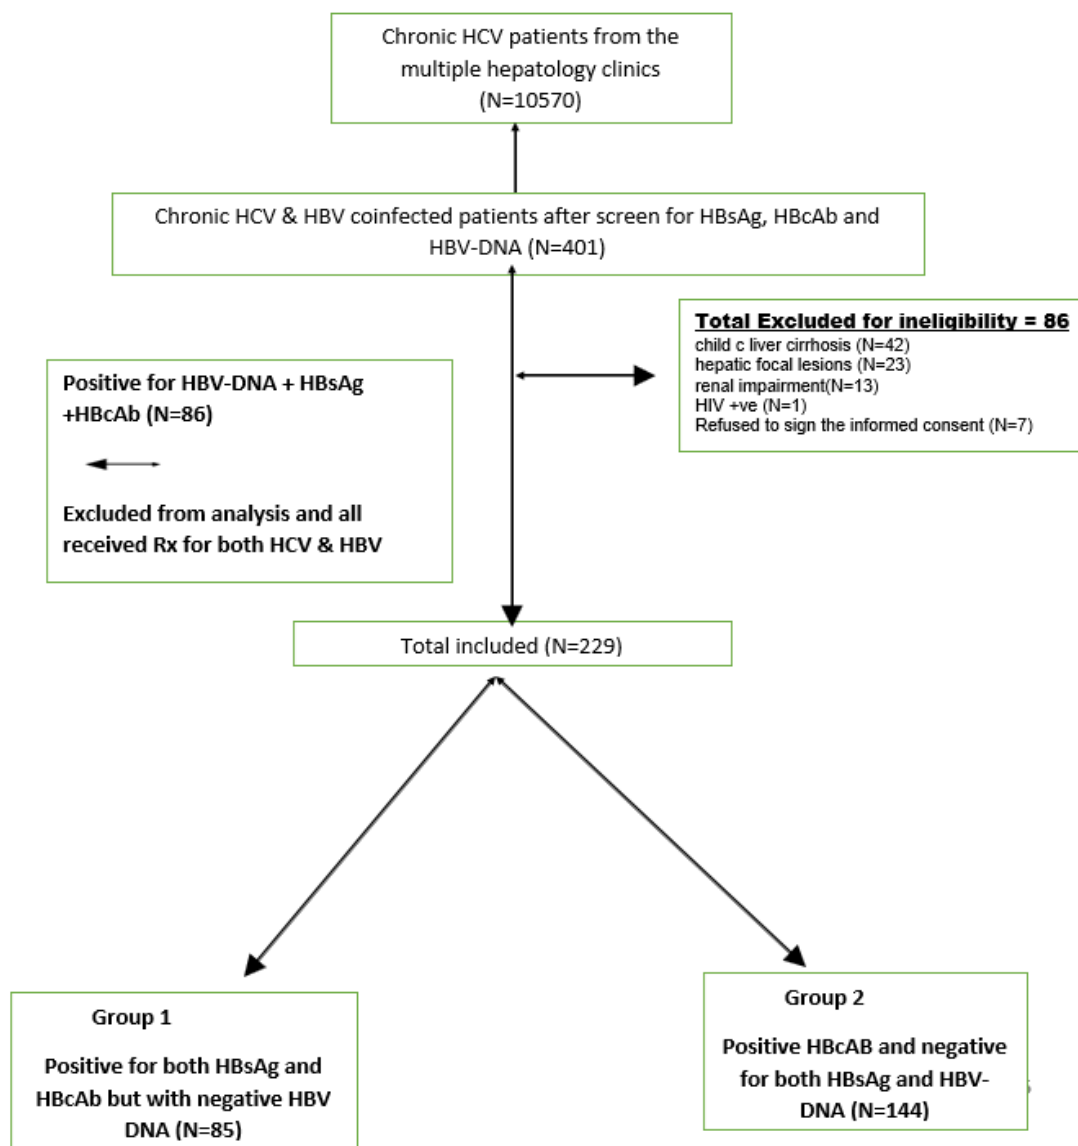 Chronic HCV patients from the
multiple hepatology clinics
(N=10570)
Chronic HCV & HBV coinfected patients after screen for HBsAg, HBcAb and
HBV-DNA (N=401)
Total Excluded for ineligibility = 86
child c liver cirrhosis (N=42)
hepatic focal lesions (N=23)
renal impairment(N=13)
HIV +ve (N=1)
Refused to sign the informed consent (N=7)
Positive for HBV-DNA + HBsAg
+HBcAb (N=86)
Excluded from analysis and all
received Rx for both HCV & HBV
Total included (N=229)
Group 1
Positive for both HBsAg and
HBcAb but with negative HBV
DNA (N=85)
Group 2
Positive HBcAB and negative
for both HBsAg and HBV-
DNA (N=144)